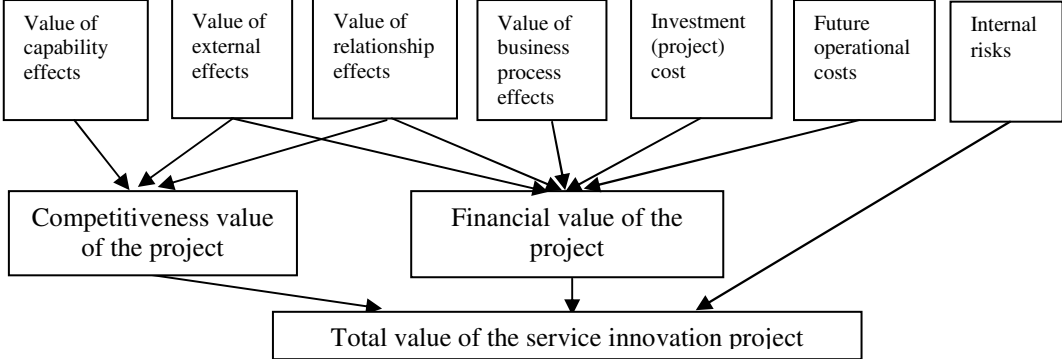 Value of
capability
effects
Value of
external
effects
Value of
relationship
effects
Value of
business
process
effects
Investment
(project)
cost
Future
operational
costs
Internal
risks
Competitiveness value
of the project
Financial value of the
project
Total value of the service innovation project